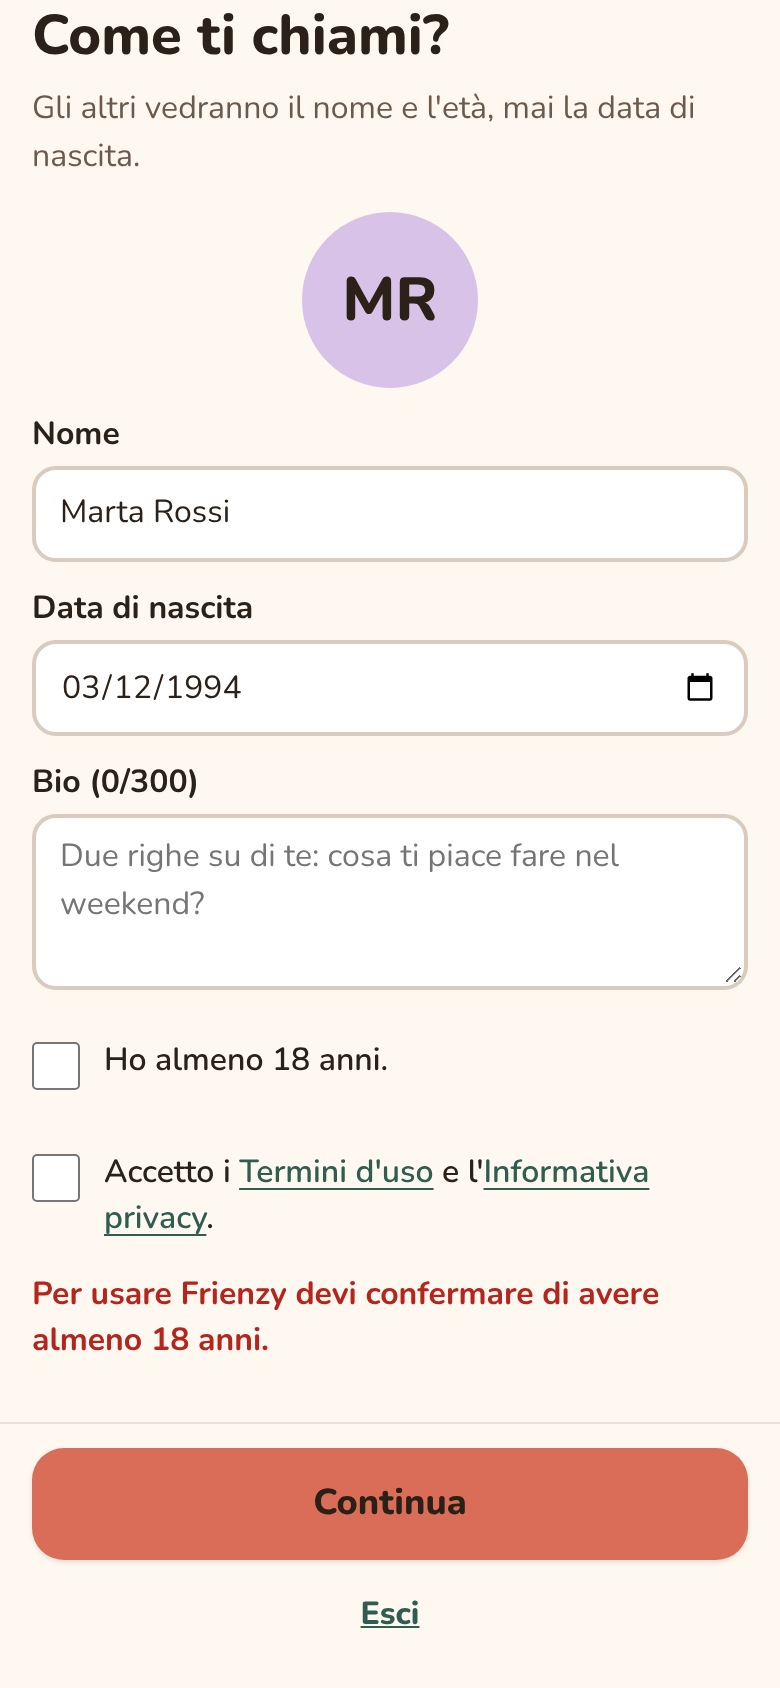 Come ti chiami?
Gli altri vedranno il nome e l'età, mai la data di
nascita.
MR
Nome
Marta Rossi
Data di nascita
03/12/1994
Bio (0/300)
Due righe su di te: cosa ti piace fare nel
weekend?
Ho almeno 18 anni.
Accetto i Termini d'uso e l'Informativa
privacy.
Per usare Frienzy devi confermare di avere
almeno 18 anni.
Continua
Esci